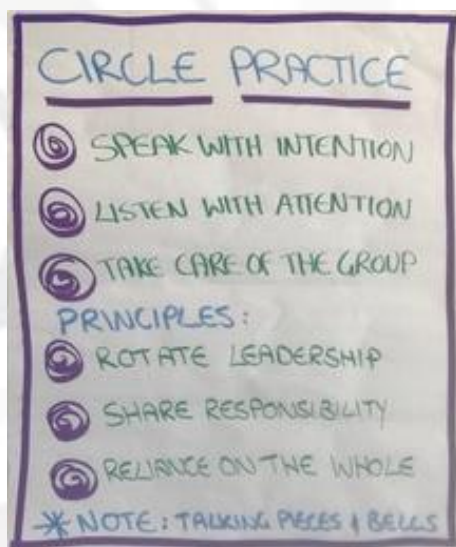 CIRCLE PRACTICE
SPEAK WITH INTENTION
LISTEN WITH ATTENTION
TAKE CARE OF THE GROUP
PRINCIPLES:
ROTATE LEADERSHIP
SHARE RESPONSIBILITY
RELIANCE ON THE WHOLE
* NOTE: TALKING PIECES & BELLS